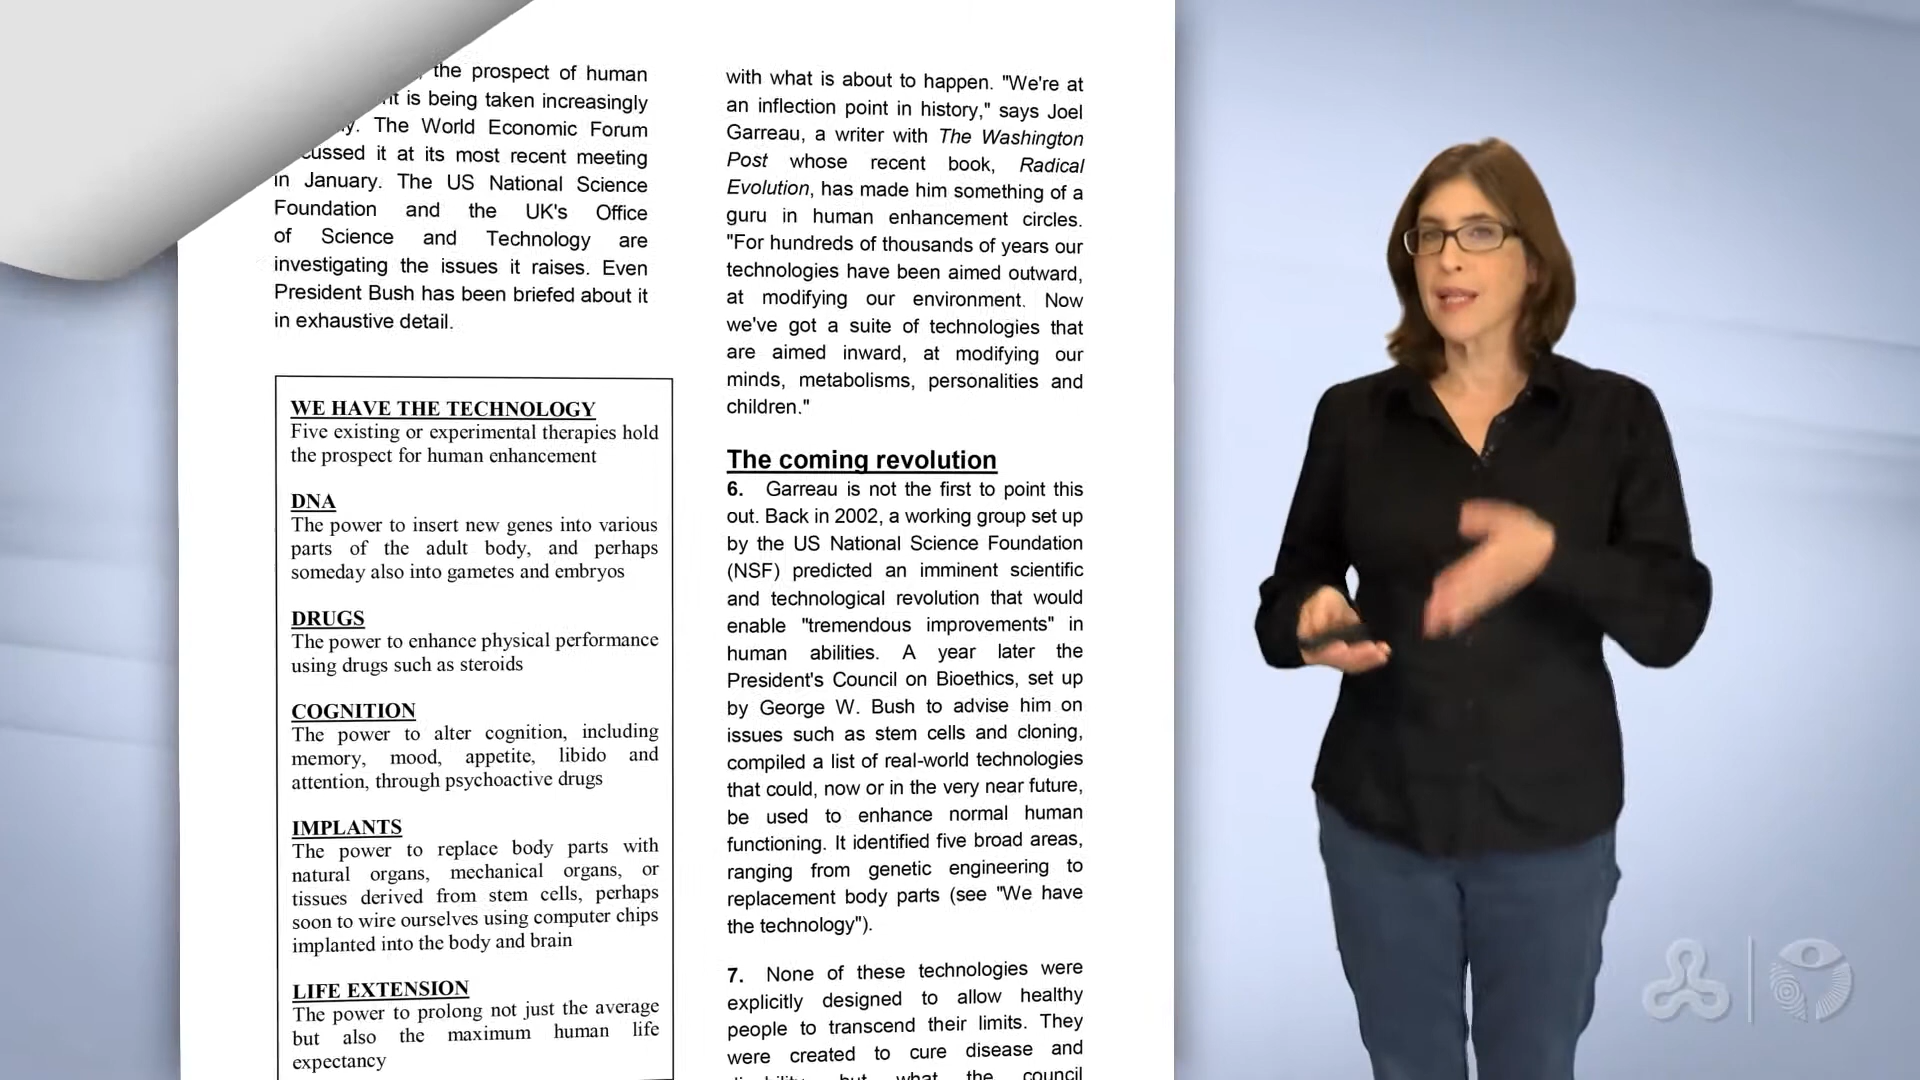 the prospect of human
is being taken increasingly
The World Economic Forum
it at its most recent meeting
in January. The US National Science
Foundation and the UK's Office
of Science and Technology are
investigating the issues it raises. Even
President Bush has been briefed about it
in exhaustive detail.
WE HAVE THE TECHNOLOGY
Five existing or experimental therapies hold
the prospect for human enhancement
DNA
The power to insert new genes into various
parts of the adult body, and perhaps
someday also into gametes and embryos
DRUGS
The power to enhance physical performance
using drugs such as steroids
COGNITION
The power to alter cognition, including
memory, mood, appetite, libido and
attention, through psychoactive drugs
IMPLANTS
The power to replace body parts with
natural organs, mechanical organs, or
tissues derived from stem cells, perhaps
soon to wire ourselves using computer chips
implanted into the body and brain
LIFE EXTENSION
The power to prolong not just the average
but also the maximum human life
expectancy
with what is about to happen. "We're at
an inflection point in history," says Joel
Garreau, a writer with The Washington
Post whose recent book, Radical
Evolution, has made him something of a
guru in human enhancement circles.
"For hundreds of thousands of years our
technologies have been aimed outward,
at modifying our environment. Now
we've got a suite of technologies that
are aimed inward, at modifying our
minds, metabolisms, personalities and
children."
The coming revolution
6. Garreau is not the first to point this
out. Back in 2002, a working group set up
by the US National Science Foundation
(NSF) predicted an imminent scientific
and technological revolution that would
enable "tremendous improvements" in
human abilities. A year later the
President's Council on Bioethics, set up
by George W. Bush to advise him on
issues such as stem cells and cloning,
compiled a list of real-world technologies
that could, now or in the very near future,
be used to enhance normal human
functioning. It identified five broad areas,
ranging from genetic engineering to
replacement body parts (see "We have
the technology").
7. None of these technologies were
explicitly designed to allow healthy
people to transcend their limits. They
were created to cure disease and
but what the council